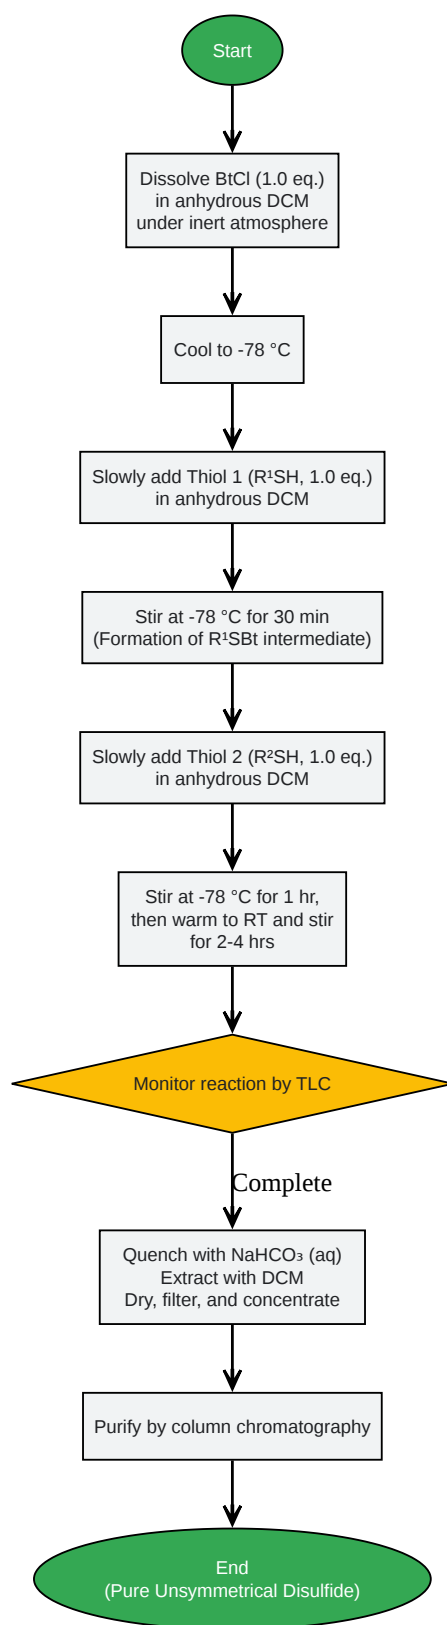 Start
Dissolve BtCl (1.0 eq.)
in anhydrous DCM
under inert atmosphere
Cool to -78 °C
Slowly add Thiol 1 (R¹SH, 1.0 eq.)
in anhydrous DCM
Stir at -78 °C for 30 min
(Formation of R¹SBt intermediate)
Slowly add Thiol 2 (R²SH, 1.0 eq.)
in anhydrous DCM
Stir at -78 °C for 1 hr,
then warm to RT and stir
for 2-4 hrs
Monitor reaction by TLC
Complete
Quench with NaHCO₃ (aq)
Extract with DCM
Dry, filter, and concentrate
Purify by column chromatography
End
(Pure Unsymmetrical Disulfide)